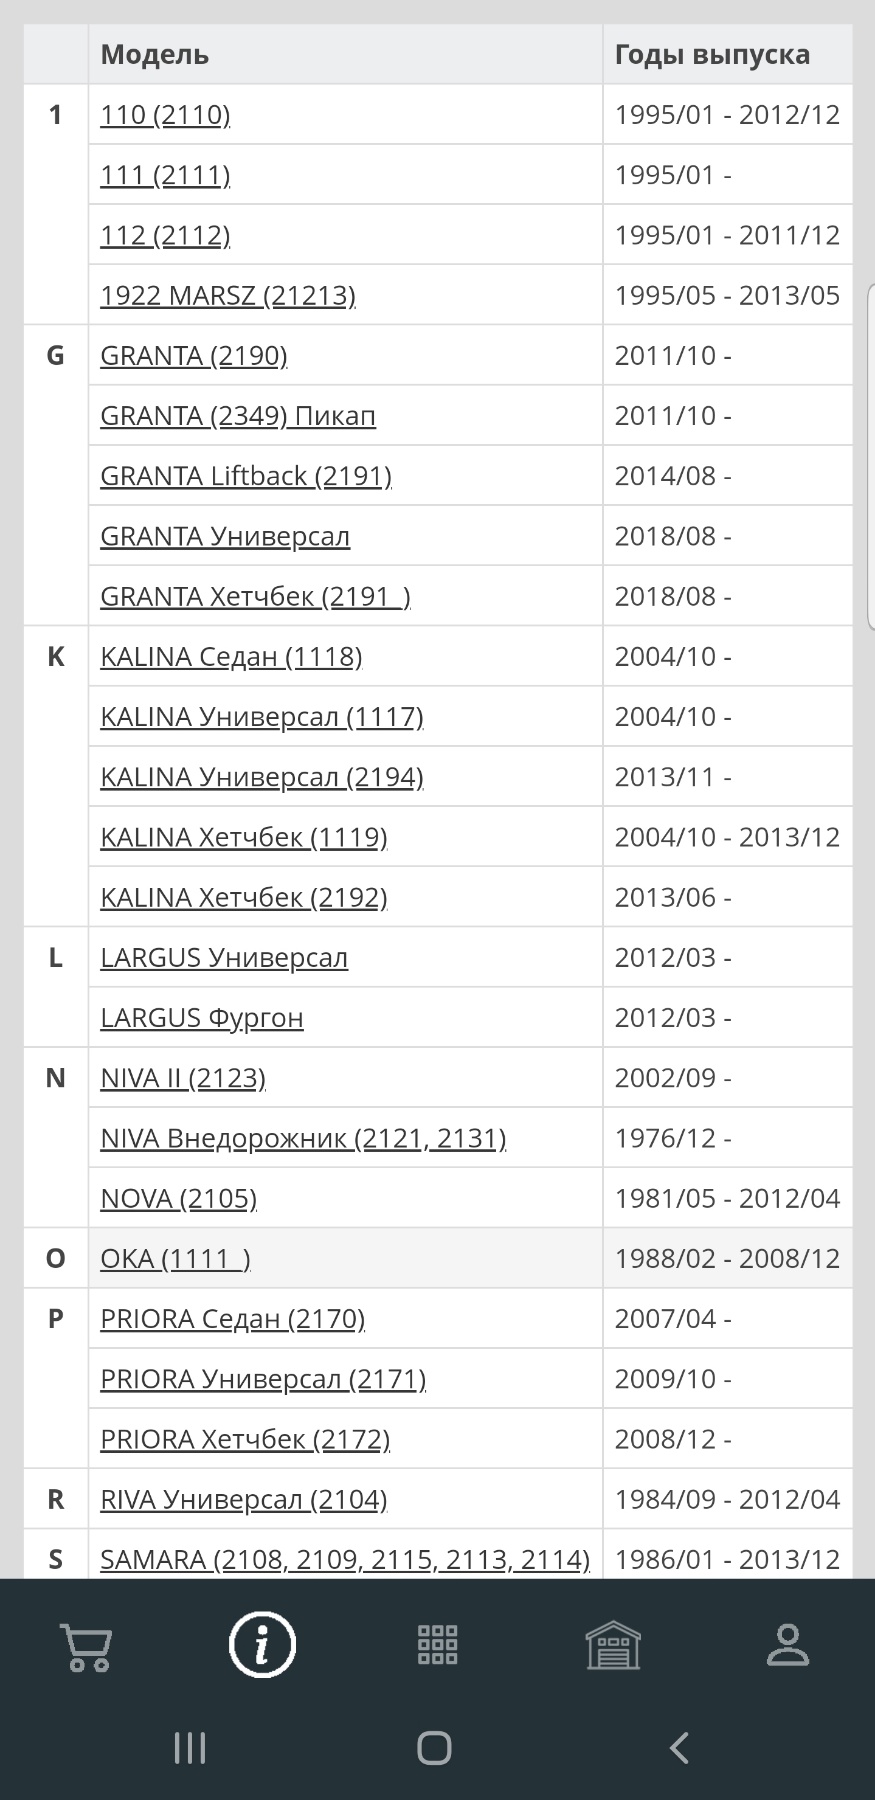 Модель Годы выпуска
1 110 (2110) 1995/01 - 2012/12
111 (2111) 1995/01 -
112 (2112) 1995/01 - 2011/12
1922 MARSZ (21213) 1995/05 - 2013/05
G GRANTA (2190) 2011/10 -
GRANTA (2349) Пикап 2011/10 -
GRANTA Liftback (2191) 2014/08 -
GRANTA Универсал 2018/08 -
GRANTA Хетчбек (2191_) 2018/08 -
K KALINA Седан (1118) 2004/10 -
KALINA Универсал (1117) 2004/10 -
KALINA Универсал (2194) 2013/11 -
KALINA Хетчбек (1119) 2004/10 - 2013/12
KALINA Хетчбек (2192) 2013/06 -
L LARGUS Универсал 2012/03 -
LARGUS Фургон 2012/03 -
N NIVA II (2123) 2002/09 -
NIVA Внедорожник (2121, 2131) 1976/12 -
NOVA (2105) 1981/05 - 2012/04
O OKA (1111_) 1988/02 - 2008/12
P PRIORA Седан (2170) 2007/04 -
PRIORA Универсал (2171) 2009/10 -
PRIORA Хетчбек (2172) 2008/12 -
R RIVA Универсал (2104) 1984/09 - 2012/04
S SAMARA (2108, 2109, 2115, 2113, 2114) 1986/01 - 2013/12